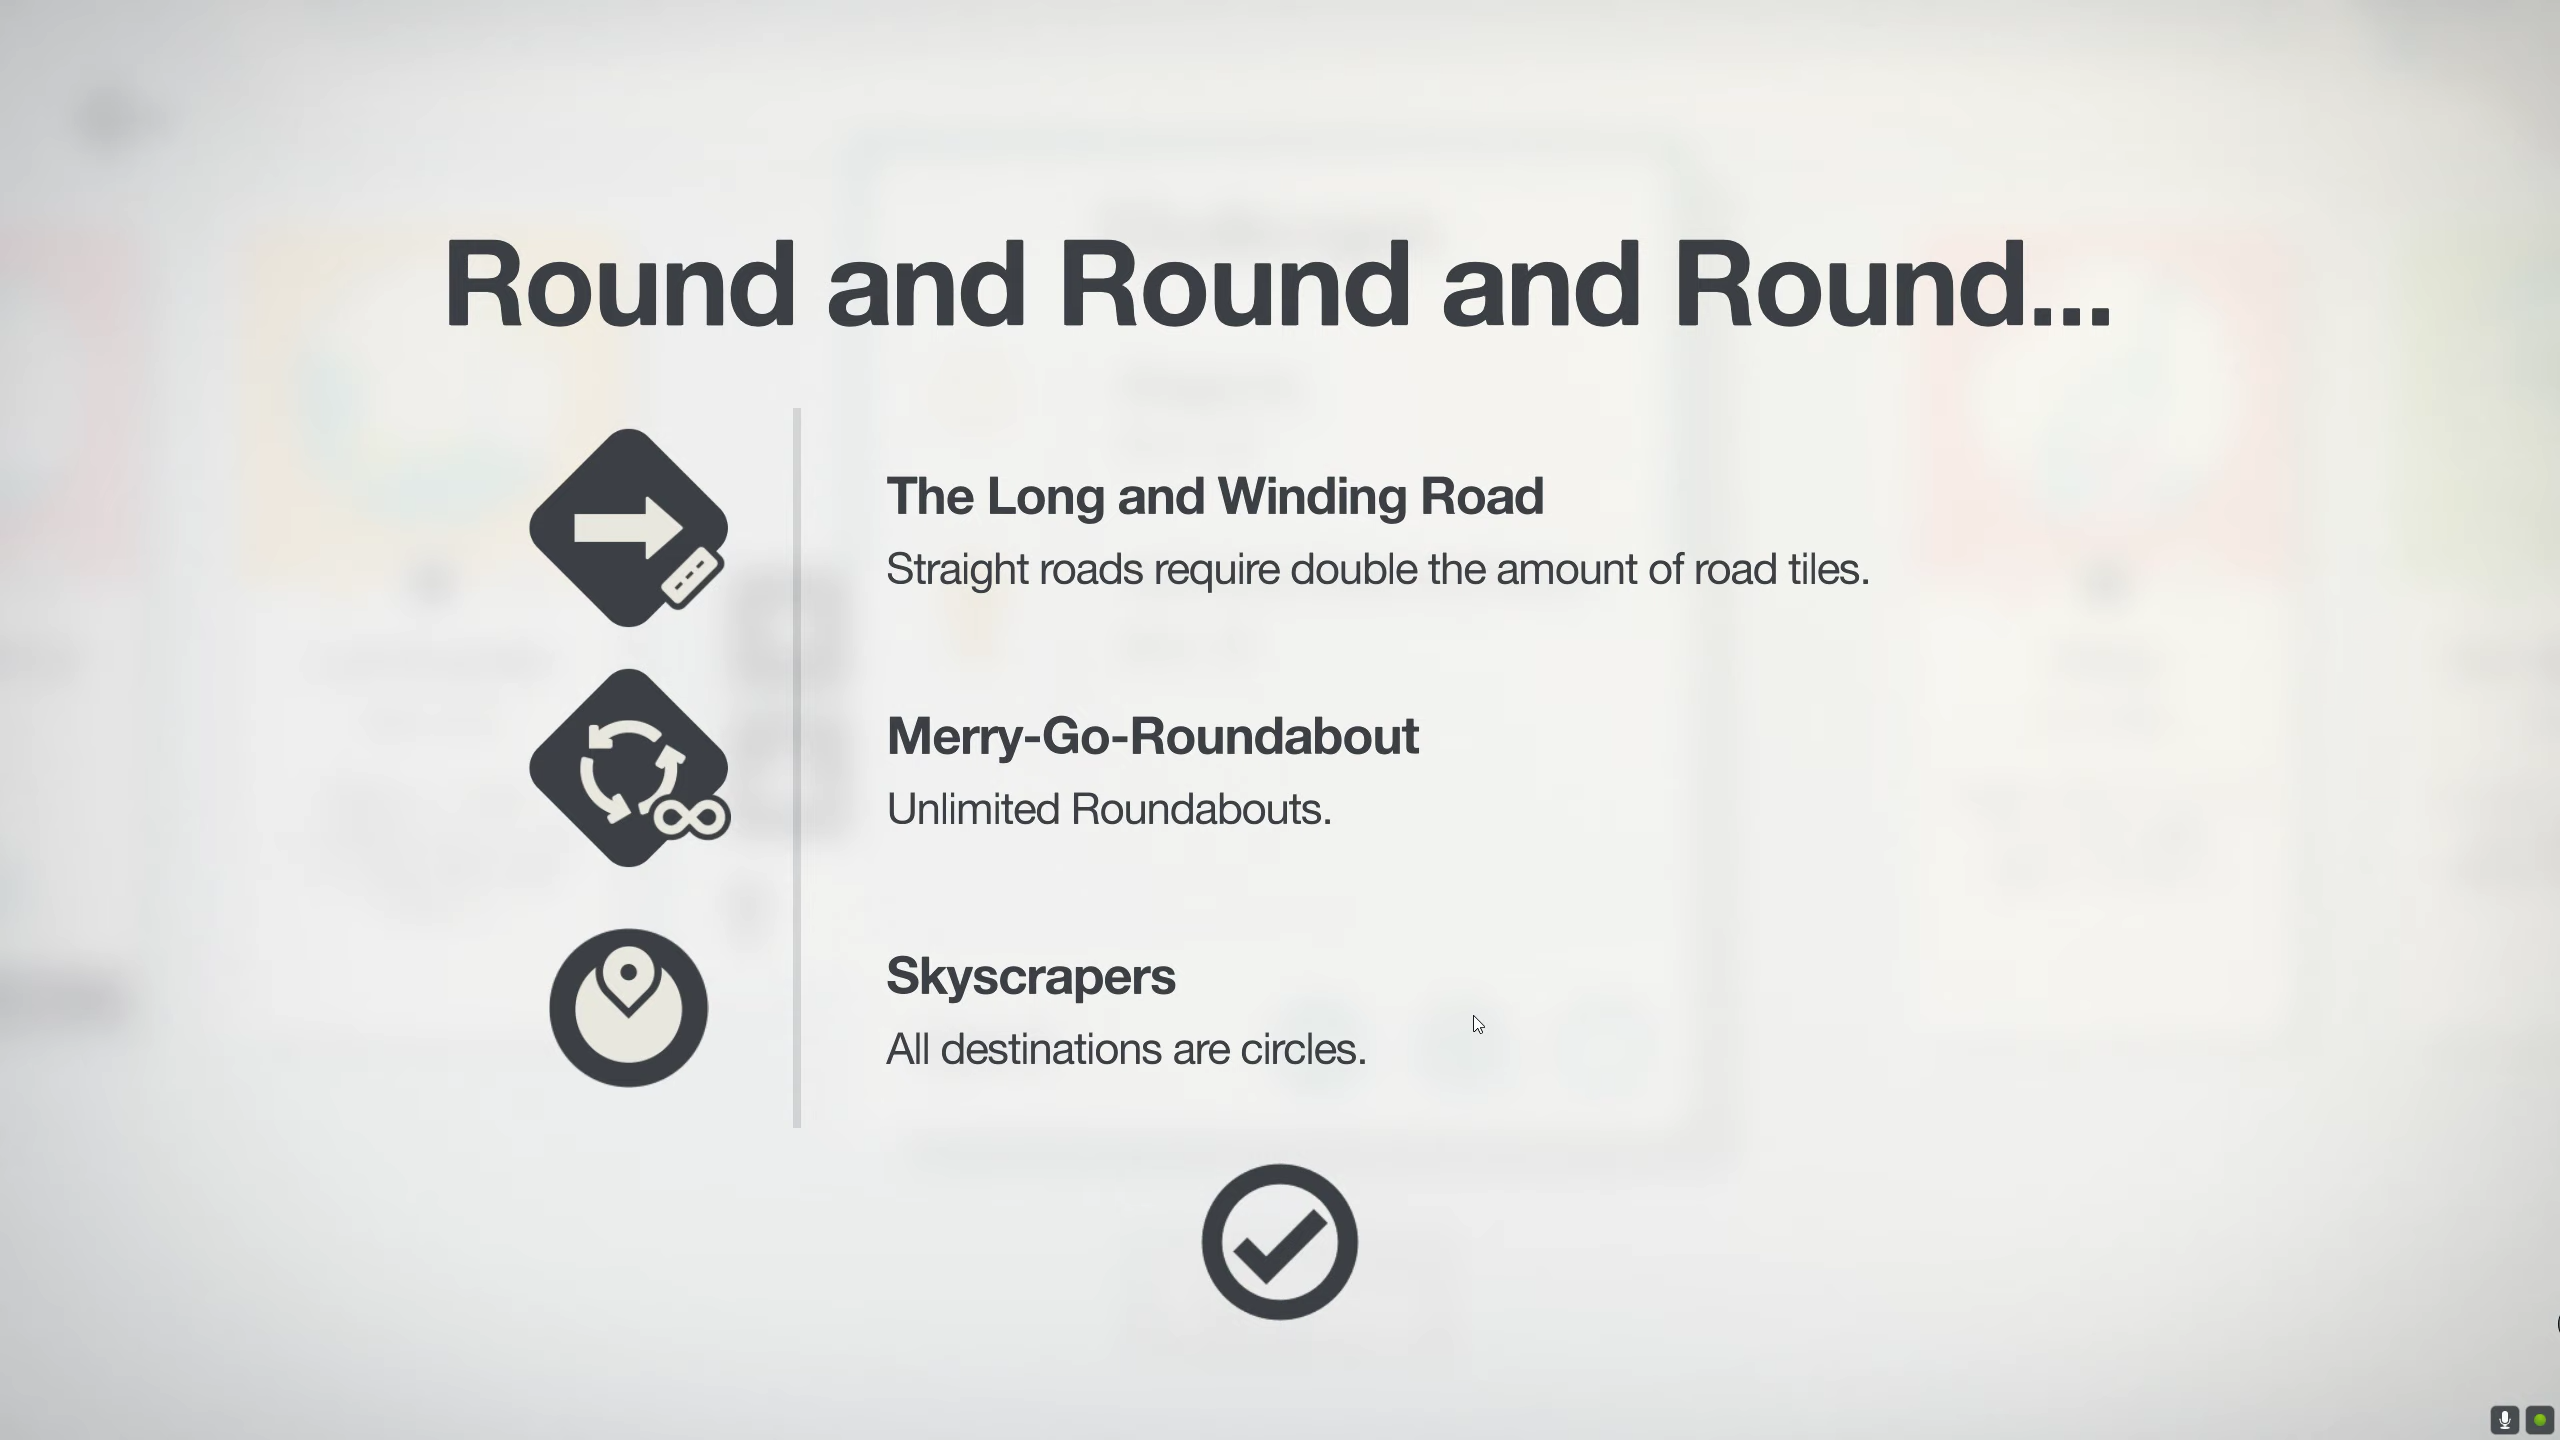 Round and Round and Round...
The Long and Winding Road
Straight roads require double the amount of road tiles.
Merry-Go-Roundabout
Unlimited Roundabouts.
Skyscrapers
All destinations are circles.